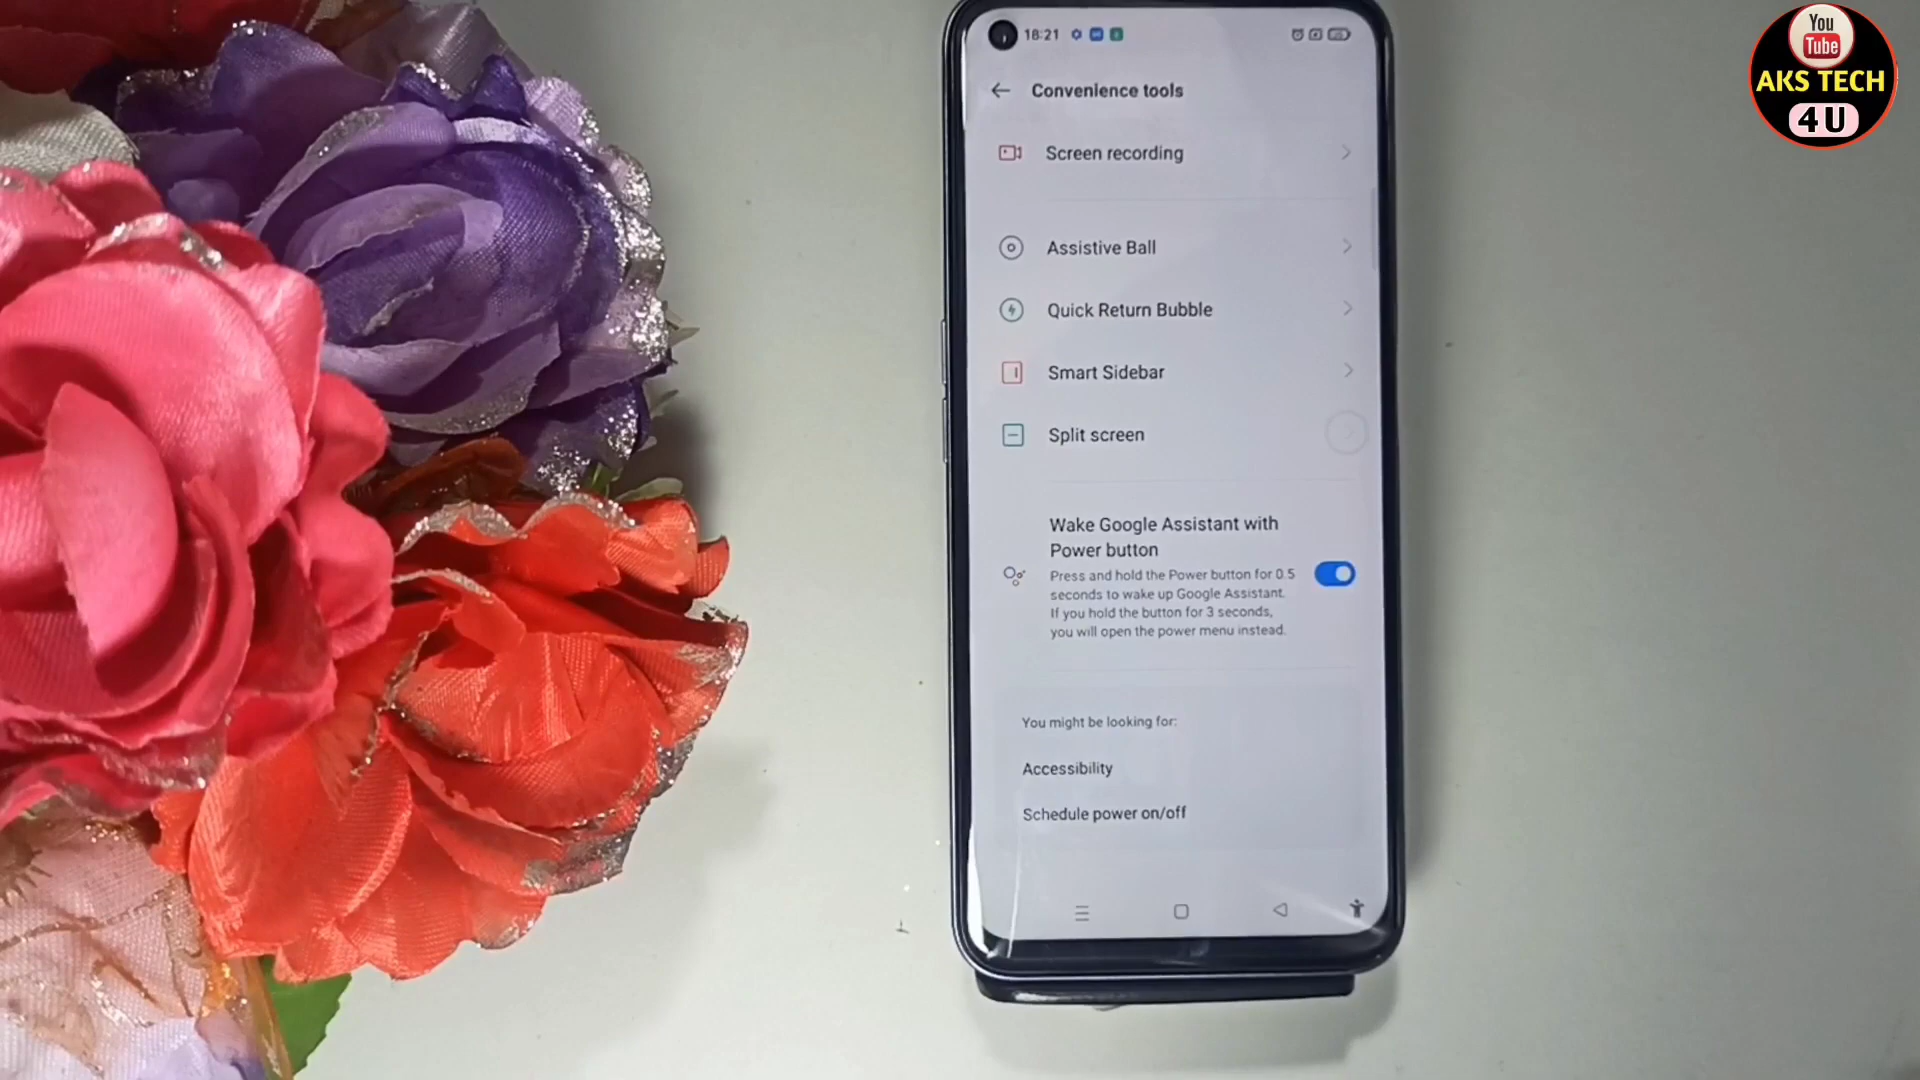 You
Tube
AKS TECH
4U
18:21
Convenience tools
Screen recording
Assistive Ball
Quick Return Bubble
Smart Sidebar
Split screen
Wake Google Assistant with
Power button
Press and hold the Power button for 0.5
seconds to wake up Google Assistant.
If you hold the button for 3 seconds,
you will open the power menu instead.
You might be looking for:
Accessibility
Schedule power on/off